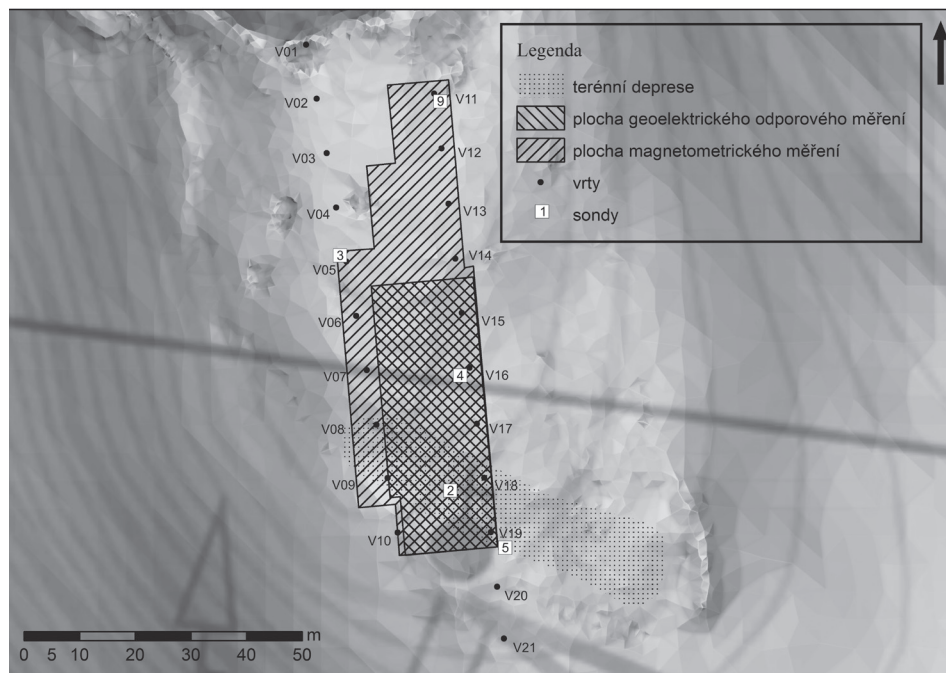 Legenda
terénní deprese
plocha geoelektrického odporového měření
plocha magnetometrického měření
vrty
1 sondy
V01
V02
9 V11
V12
V03
V04
V13
3
V05
V14
V06
V15
V07
4 V16
V08
V17
V09
2
V18
V10
V19
5
V20
V21
m
0 5 10 20 30 40 50